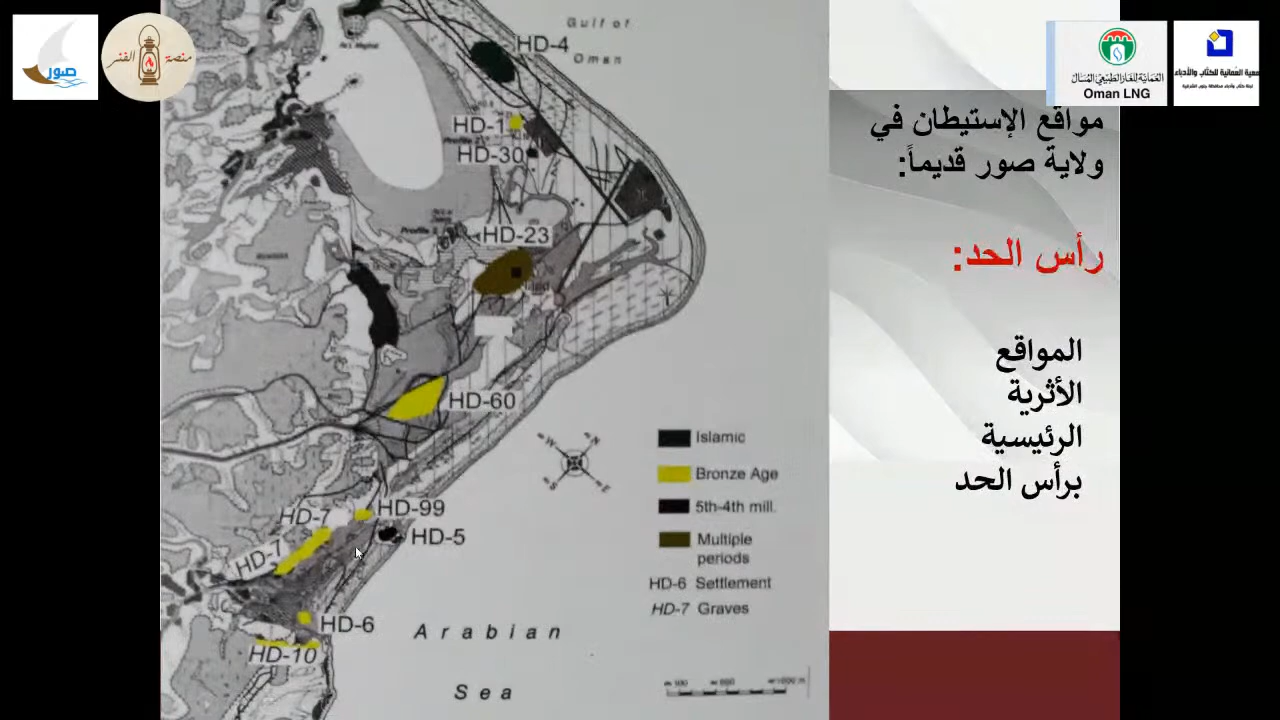 صور
منصة الفنر
Oman LNG
مواقع الإستيطان في
ولاية صور قديماً:
رأس الحد:
المواقع
الأثرية
الرئيسية
برأس الحد
Gulf of
Oman
HD-4
HD-1
HD-30
HD-23
HD-60
HD-99
HD-7
HD-5
HD-7
HD-6
HD-10
N
W
E
S
Islamic
Bronze Age
5th-4th mill.
Multiple
periods
HD-6 Settlement
HD-7 Graves
Arabian
Sea